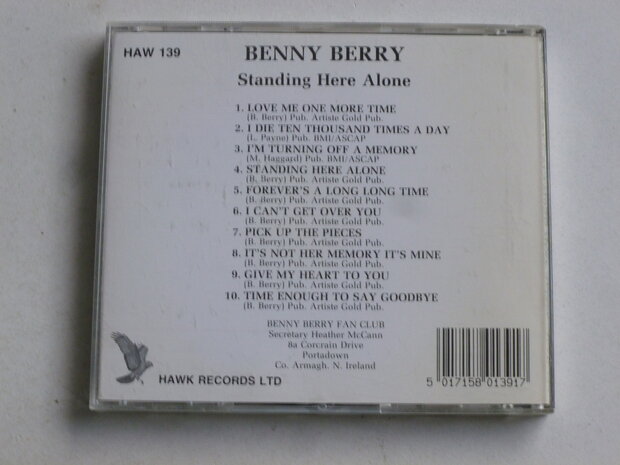 HAW 139
BENNY BERRY
Standing Here Alone
1. LOVE ME ONE MORE TIME
(B. Berry) Pub. Artiste Gold Pub.
2. I DIE TEN THOUSAND TIMES A DAY
(L. Payne) Pub. BMI/ASCAP
3. I'M TURNING OFF A MEMORY
(M. Haggard) Pub. BMI/ASCAP
4. STANDING HERE ALONE
(B. Berry) Pub. Artiste Gold Pub.
5. FOREVER'S A LONG LONG TIME
(B. Berry) Pub. Artiste Gold Pub.
6. I CAN'T GET OVER YOU
(B. Berry) Pub. Artiste Gold Pub.
7. PICK UP THE PIECES
(B. Berry) Pub. Artiste Gold Pub.
8. IT'S NOT HER MEMORY IT'S MINE
(B. Berry) Pub. Artiste Gold Pub.
9. GIVE MY HEART TO YOU
(B. Berry) Pub. Artiste Gold Pub.
10. TIME ENOUGH TO SAY GOODBYE
(B. Berry) Pub. Artiste Gold Pub.
BENNY BERRY FAN CLUB
Secretary Heather McCann
8a Corcrain Drive
Portadown
Co. Armagh. N. Ireland
HAWK RECORDS LTD
5 017158 013917